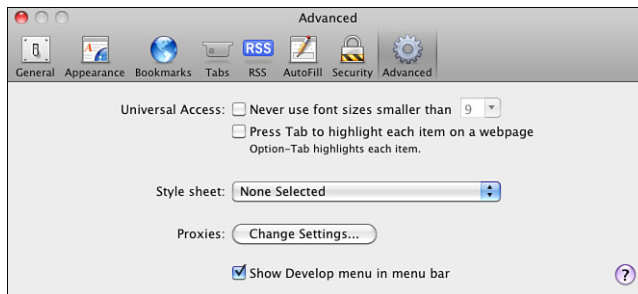 Advanced
RSS
General Appearance Bookmarks Tabs RSS AutoFill Security Advanced
Universal Access: Never use font sizes smaller than 9
Press Tab to highlight each item on a webpage
Option-Tab highlights each item.
Style sheet: None Selected
Proxies: Change Settings...
Show Develop menu in menu bar
?